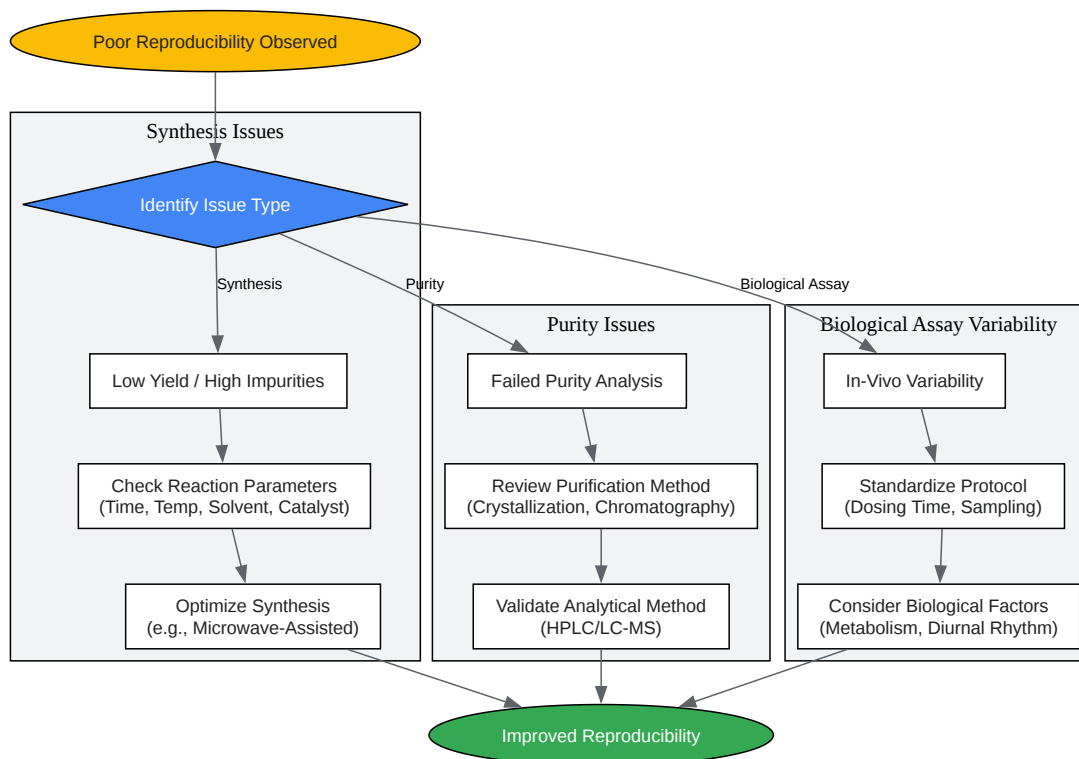 Poor Reproducibility Observed
Synthesis Issues
Identify Issue Type
Synthesis
Purity
Biological Assay
Purity Issues
Biological Assay Variability
Low Yield / High Impurities
Failed Purity Analysis
In-Vivo Variability
Check Reaction Parameters
(Time, Temp, Solvent, Catalyst)
Review Purification Method
(Crystallization, Chromatography)
Standardize Protocol
(Dosing Time, Sampling)
Optimize Synthesis
(e.g., Microwave-Assisted)
Validate Analytical Method
(HPLC/LC-MS)
Consider Biological Factors
(Metabolism, Diurnal Rhythm)
Improved Reproducibility